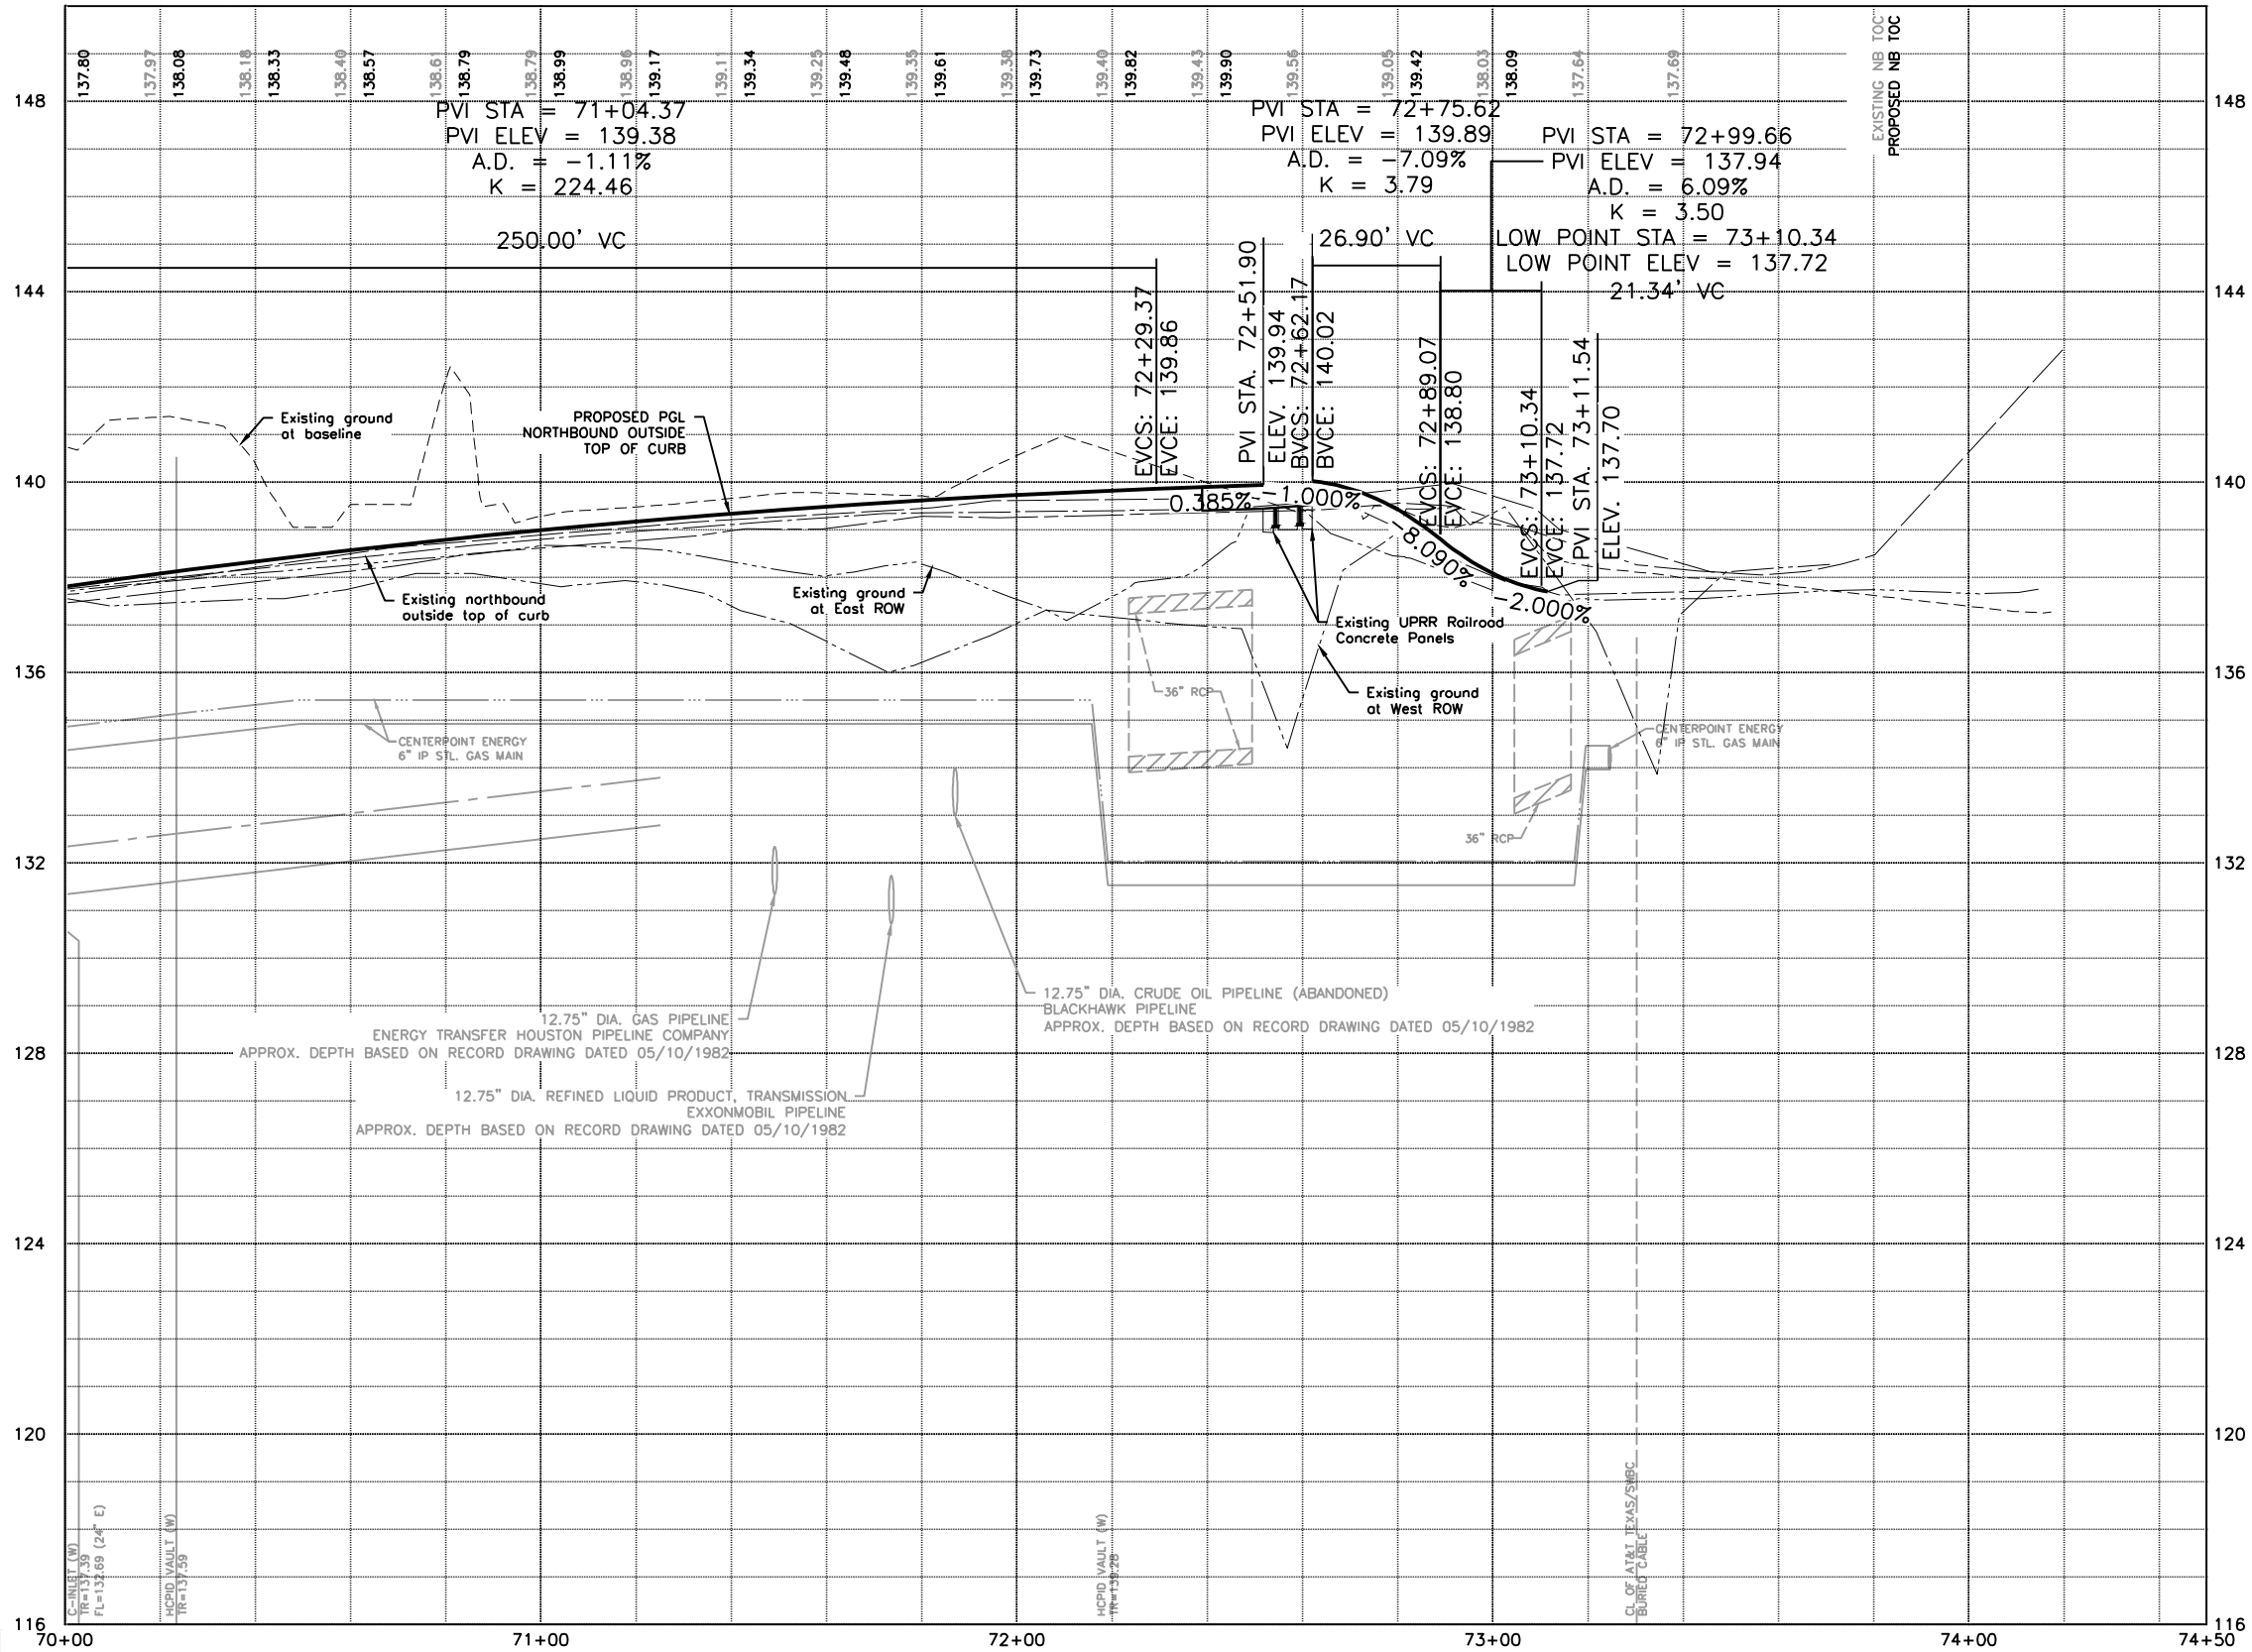 137.80
137.97
138.08
138.18
138.33
138.40
138.57
138.61
138.79
138.79
138.99
138.96
139.17
139.11
139.34
139.25
139.48
139.35
139.61
139.38
139.73
139.40
139.82
139.43
139.90
139.56
139.05
139.42
138.03
138.09
137.64
137.69
EXISTING NB TOC
PROPOSED NB TOC
PVI STA = 71+04.37
PVI ELEV = 139.38
A.D. = -1.11%
K = 224.46
250.00' VC
PVI STA = 72+75.62
PVI ELEV = 139.89
A.D. = -7.09%
K = 3.79
26.90' VC
PVI STA = 72+99.66
PVI ELEV = 137.94
A.D. = 6.09%
K = 3.50
LOW POINT STA = 73+10.34
LOW POINT ELEV = 137.72
21.34' VC
EVCS: 72+29.37
EVCE: 139.86
PVI STA. 72+51.90
ELEV. 139.94
BVCS: 72+62.17
BVCE: 140.02
EVCS: 72+89.07
EVCE: 138.80
EVCS: 73+10.34
EVCE: 137.72
PVI STA. 73+11.54
ELEV. 137.70
148
144
140
136
132
128
124
120
116
148
144
140
136
132
128
124
120
116
Existing ground
at baseline
PROPOSED PGL
NORTHBOUND OUTSIDE
TOP OF CURB
0.385%
-1.000%
-8.090%
-2.000%
Existing northbound
outside top of curb
Existing ground
at East ROW
Existing UPRR Railroad
Concrete Panels
Existing ground
at West ROW
36" RCP
36" RCP
CENTERPOINT ENERGY
6" IP STL. GAS MAIN
CENTERPOINT ENERGY
6" IP STL. GAS MAIN
12.75" DIA. CRUDE OIL PIPELINE (ABANDONED)
BLACKHAWK PIPELINE
APPROX. DEPTH BASED ON RECORD DRAWING DATED 05/10/1982
12.75" DIA. GAS PIPELINE
ENERGY TRANSFER HOUSTON PIPELINE COMPANY
APPROX. DEPTH BASED ON RECORD DRAWING DATED 05/10/1982
12.75" DIA. REFINED LIQUID PRODUCT, TRANSMISSION
EXXONMOBIL PIPELINE
APPROX. DEPTH BASED ON RECORD DRAWING DATED 05/10/1982
C-INLET (W)
TR=137.39
FL=132.69 (24" E)
HCPID VAULT (W)
TR=137.59
HCPID VAULT (W)
TR=139.28
CL OF AT&T TEXAS/SWBC
BURIED CABLE
70+00
71+00
72+00
73+00
74+00
74+50